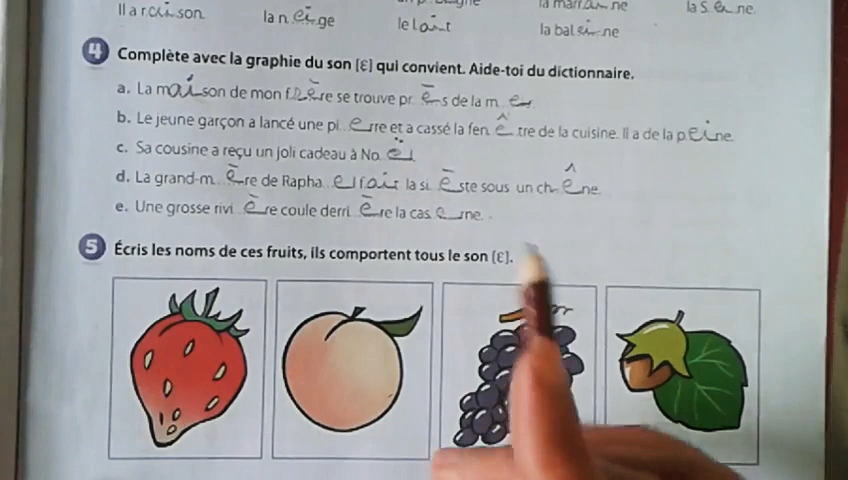 Il a raison. la neige le lait la marraine la Seine
la baleine
4 Complète avec la graphie du son [ɛ] qui convient. Aide-toi du dictionnaire.
a. La maison de mon frère se trouve près de la mer
b. Le jeune garçon a lancé une pierre et a cassé la fenêtre de la cuisine. Il a de la peine.
c. Sa cousine a reçu un joli cadeau à Noël
d. La grand-mère de Raphael fait la sieste sous un chêne.
e. Une grosse rivière coule derrière la caserne.
5 Écris les noms de ces fruits, ils comportent tous le son [ɛ].